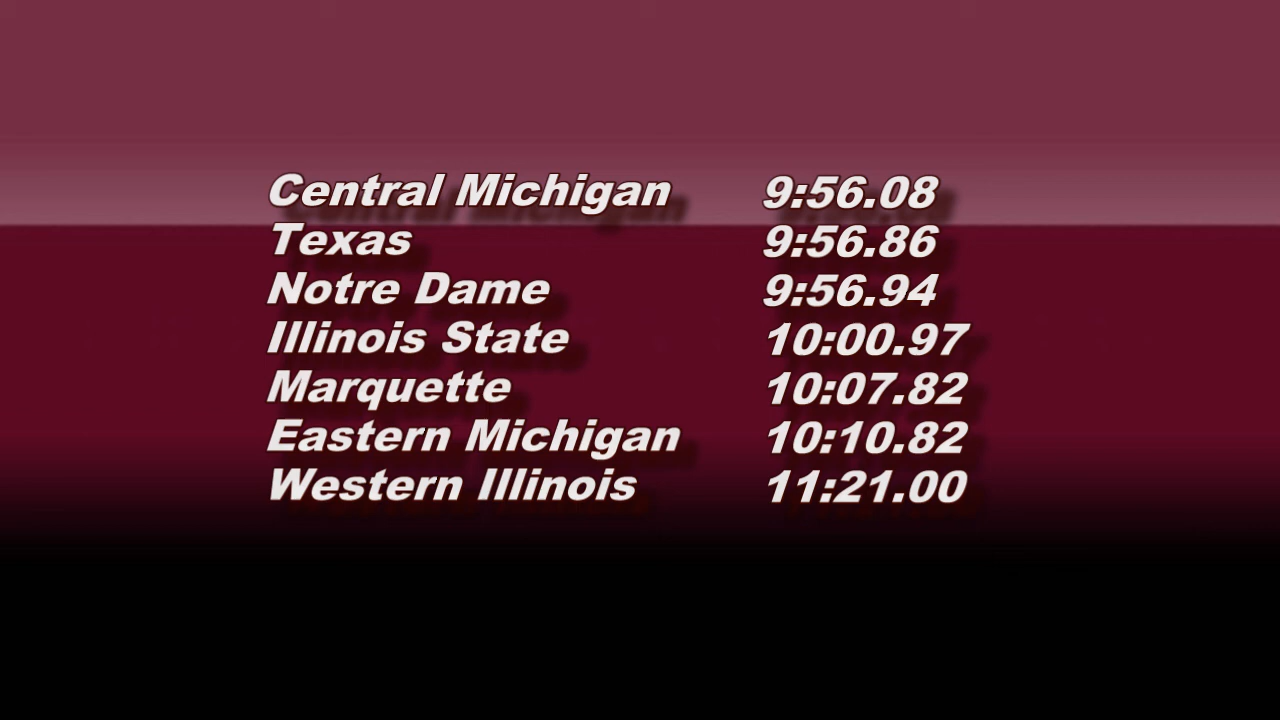 Central Michigan 9:56.08
Texas 9:56.86
Notre Dame 9:56.94
Illinois State 10:00.97
Marquette 10:07.82
Eastern Michigan 10:10.82
Western Illinois 11:21.00